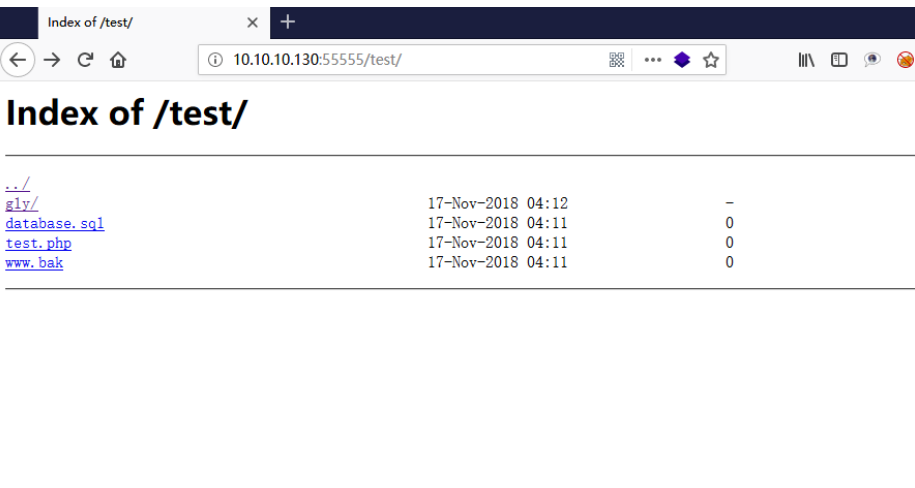 Index of /test/
10.10.10.130:55555/test/
Index of /test/
../
gly/ 17-Nov-2018 04:12 -
database.sql 17-Nov-2018 04:11 0
test.php 17-Nov-2018 04:11 0
www.bak 17-Nov-2018 04:11 0